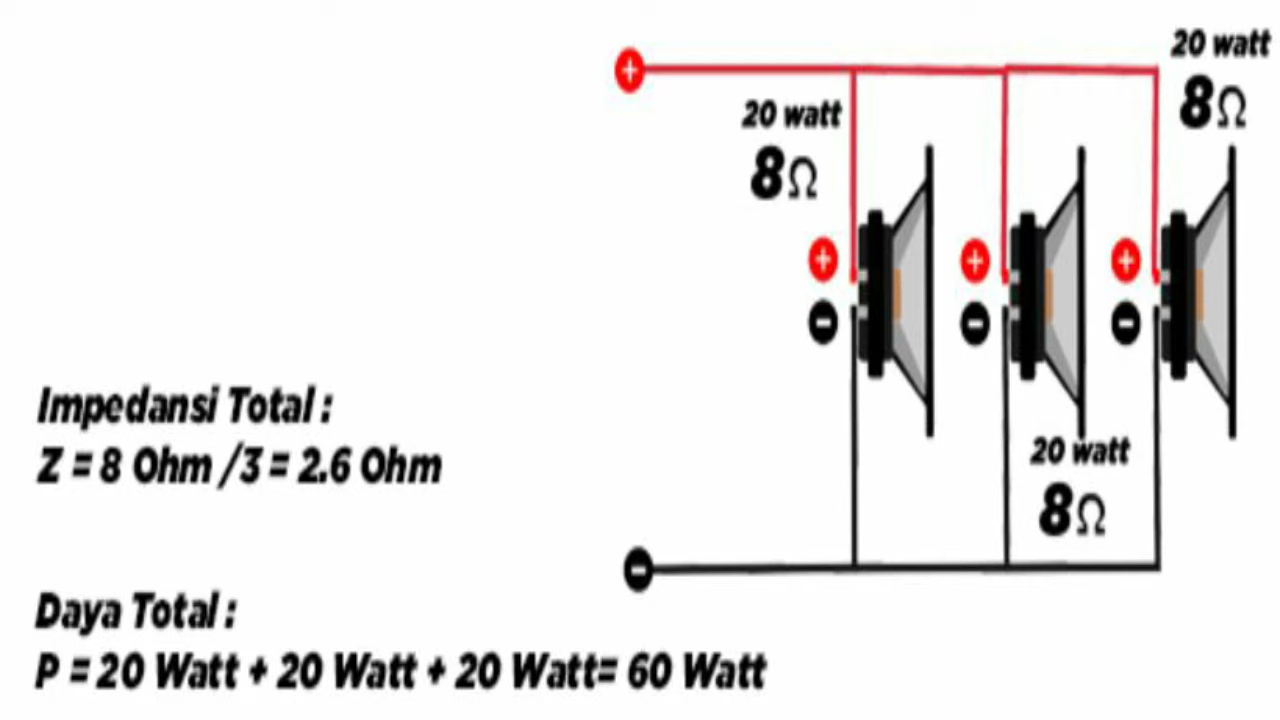 20 watt
8Ω
20 watt
8Ω
20 watt
8Ω
Impedansi Total :
Z = 8 Ohm /3 = 2.6 Ohm
Daya Total :
P = 20 Watt + 20 Watt + 20 Watt= 60 Watt